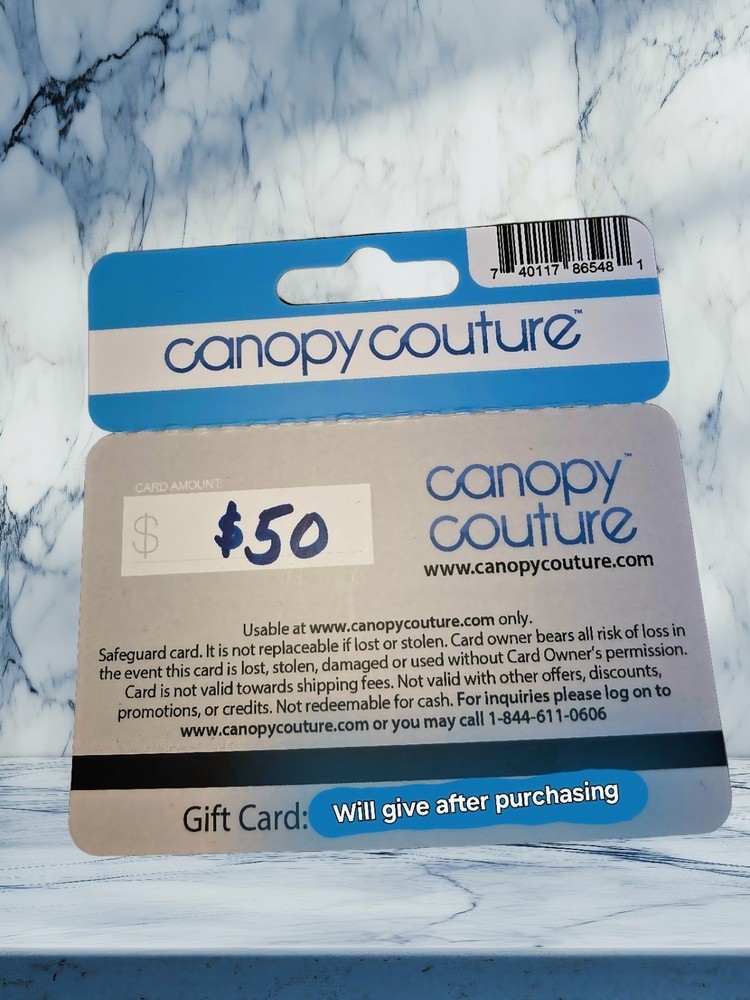 7 40117 86548 1
canopy couture™
CARD AMOUNT
$ $50
canopy™
couture
www.canopycouture.com
Usable at www.canopycouture.com only.
Safeguard card. It is not replaceable if lost or stolen. Card owner bears all risk of loss in
the event this card is lost, stolen, damaged or used without Card Owner's permission.
Card is not valid towards shipping fees. Not valid with other offers, discounts,
promotions, or credits. Not redeemable for cash. For inquiries please log on to
www.canopycouture.com or you may call 1-844-611-0606
Gift Card: Will give after purchasing